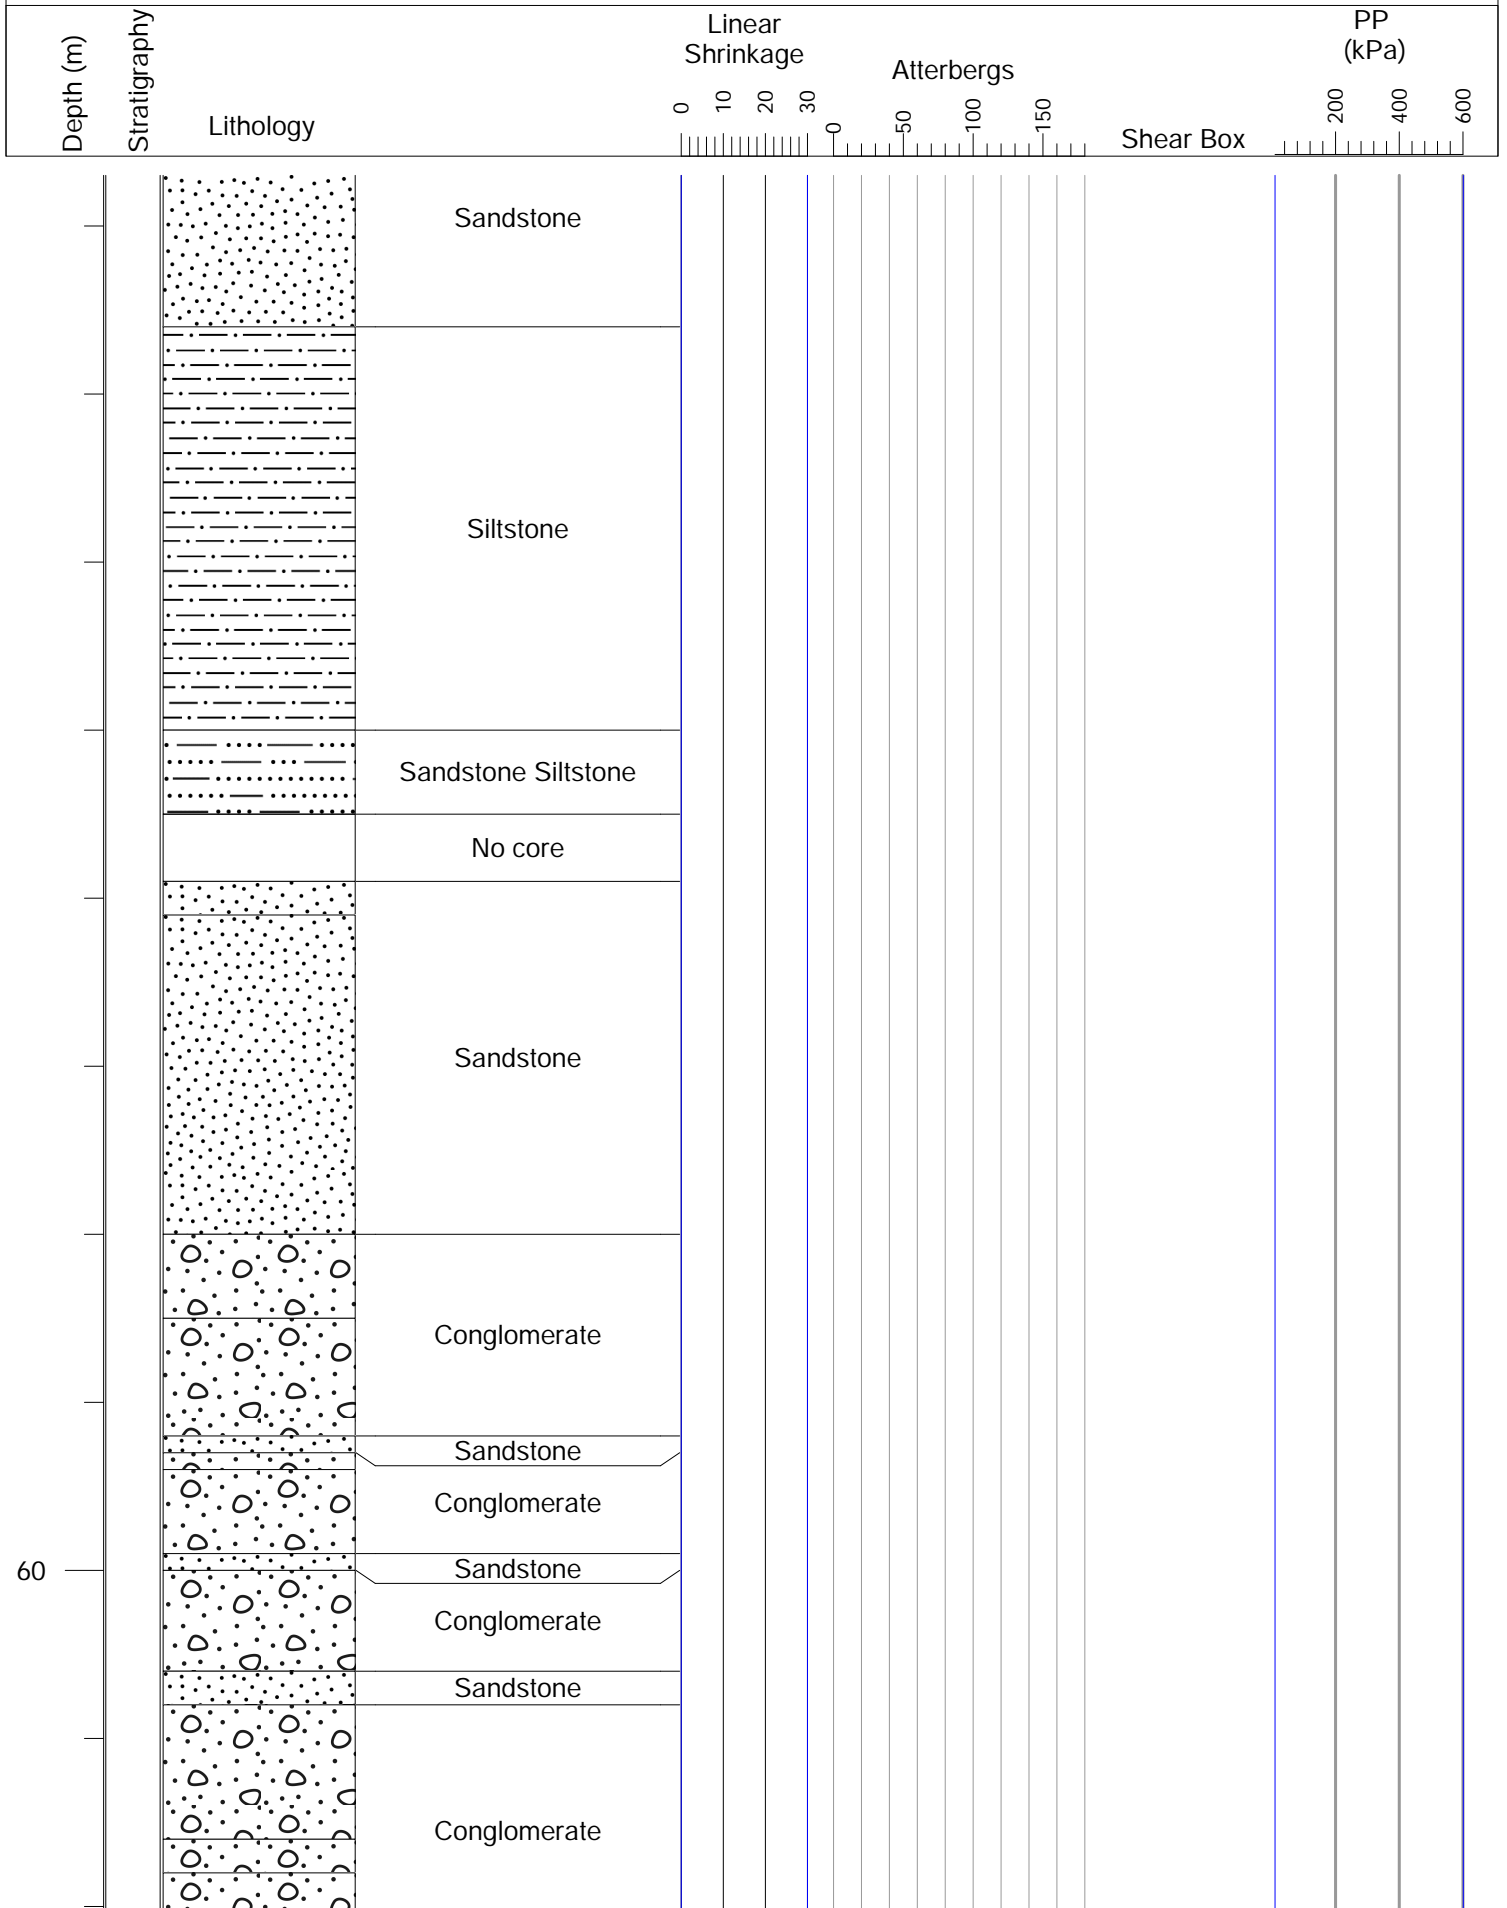 Depth (m)
Stratigraphy
Lithology
Linear
Shrinkage
0 10 20 30
Atterbergs
0 50 100 150
Shear Box
PP
(kPa)
200 400 600
Sandstone
Siltstone
Sandstone Siltstone
No core
Sandstone
Conglomerate
Sandstone
Conglomerate
60 Sandstone
Conglomerate
Sandstone
Conglomerate